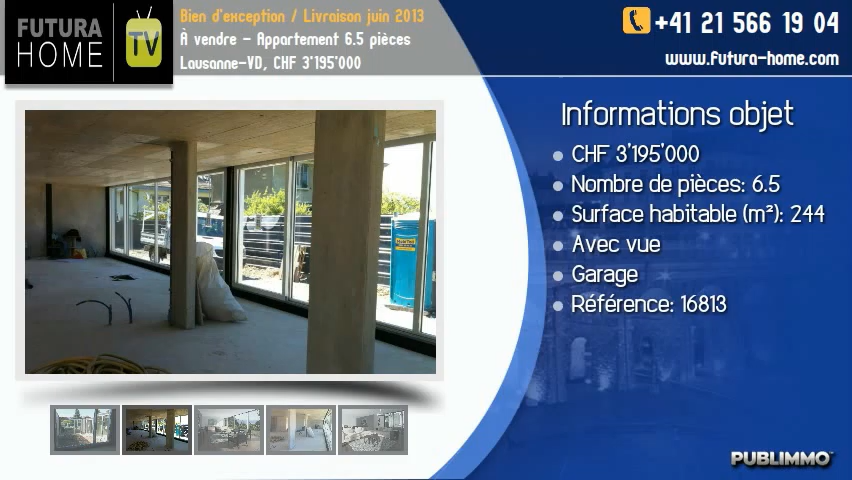 FUTURA
HOME
TV
Bien d'exception / Livraison juin 2013
À vendre - Appartement 6.5 pièces
Lausanne-VD, CHF 3'195'000
+41 21 566 19 04
www.futura-home.com
Informations objet
CHF 3'195'000
Nombre de pièces: 6.5
Surface habitable (m²): 244
Avec vue
Garage
Référence: 16813
PUBLIMMO